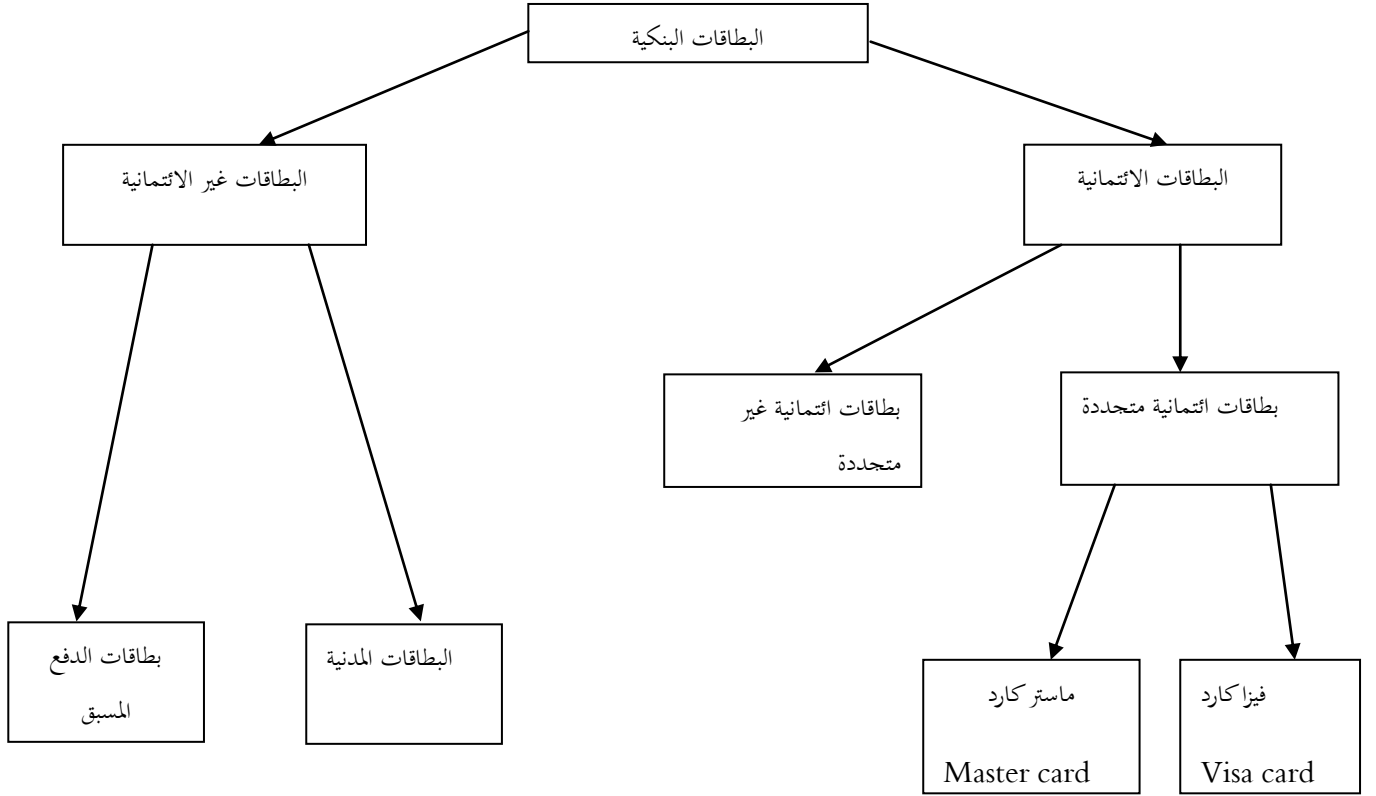 البطاقات البنكية
البطاقات الائتمانية
البطاقات غير الائتمانية
بطاقات ائتمانية متجددة
بطاقات ائتمانية غير
متجددة
فيزا كارد
Visa card
ماستر كارد
Master card
البطاقات المدنية
بطاقات الدفع
المسبق